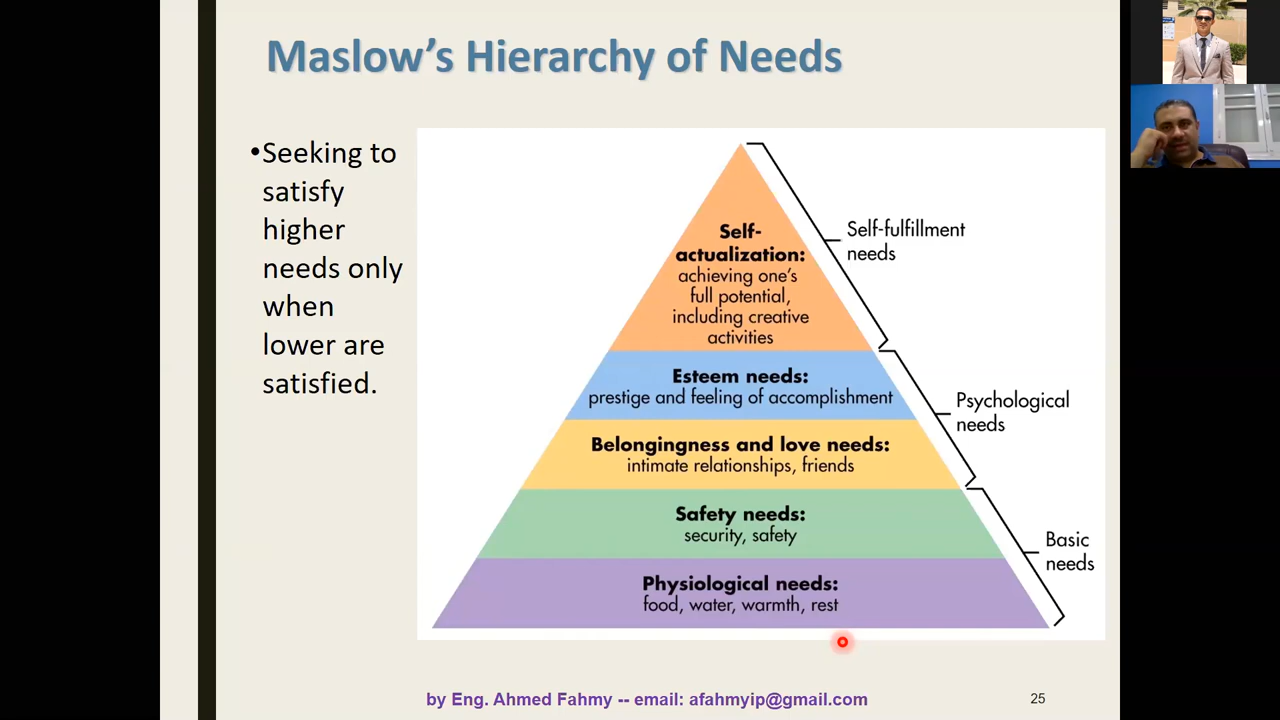 Maslow's Hierarchy of Needs
•Seeking to
satisfy
higher
needs only
when
lower are
satisfied.
Self-
actualization:
achieving one's
full potential,
including creative
activities
Esteem needs:
prestige and feeling of accomplishment
Belongingness and love needs:
intimate relationships, friends
Safety needs:
security, safety
Physiological needs:
food, water, warmth, rest
Self-fulfillment
needs
Psychological
needs
Basic
needs
by Eng. Ahmed Fahmy -- email: afahmyip@gmail.com
25